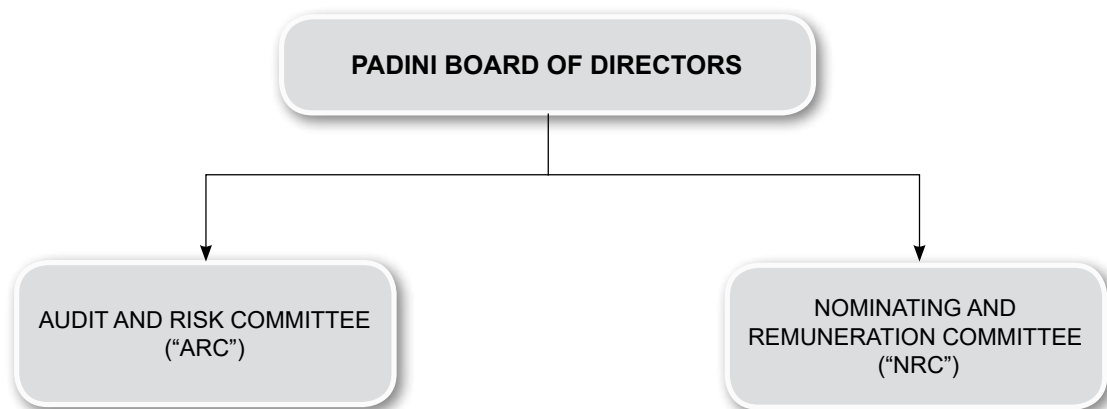 PADINI BOARD OF DIRECTORS
AUDIT AND RISK COMMITTEE
(“ARC”)
NOMINATING AND
REMUNERATION COMMITTEE
(“NRC”)